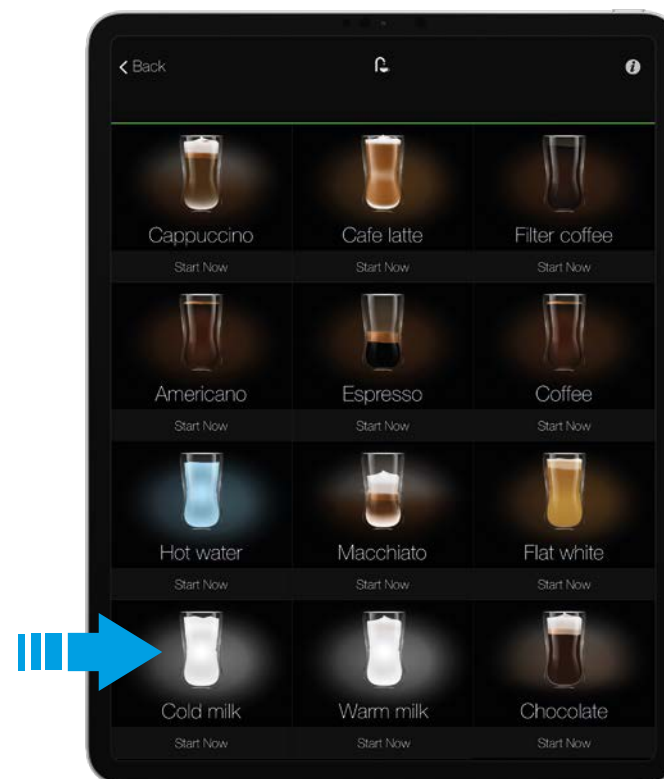 Back
i
Cappuccino Cafe latte Filter coffee
Start Now Start Now Start Now
Americano Espresso Coffee
Start Now Start Now Start Now
Hot water Macchiato Flat white
Start Now Start Now Start Now
Cold milk Warm milk Chocolate
Start Now Start Now Start Now